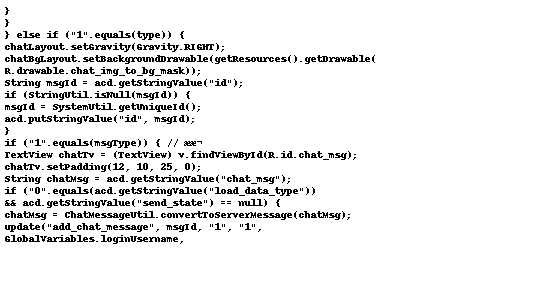 }
}
} else if ("1".equals(type)) {
chatLayout.setGravity(Gravity.RIGHT);
chatBgLayout.setBackgroundDrawable(getResources().getDrawable(
R.drawable.chat_img_to_bg_mask));
String msgId = acd.getStringValue("id");
if (StringUtil.isNull(msgId)) {
msgId = SystemUtil.getUniqueId();
acd.putStringValue("id", msgId);
}
if ("1".equals(msgType)) { // ææ¬
TextView chatTv = (TextView) v.findViewById(R.id.chat_msg);
chatTv.setPadding(12, 10, 25, 0);
String chatMsg = acd.getStringValue("chat_msg");
if ("0".equals(acd.getStringValue("load_data_type"))
&& acd.getStringValue("send_state") == null) {
chatMsg = ChatMessageUtil.convertToServerMessage(chatMsg);
update("add_chat_message", msgId, "1", "1",
GlobalVariables.loginUsername,